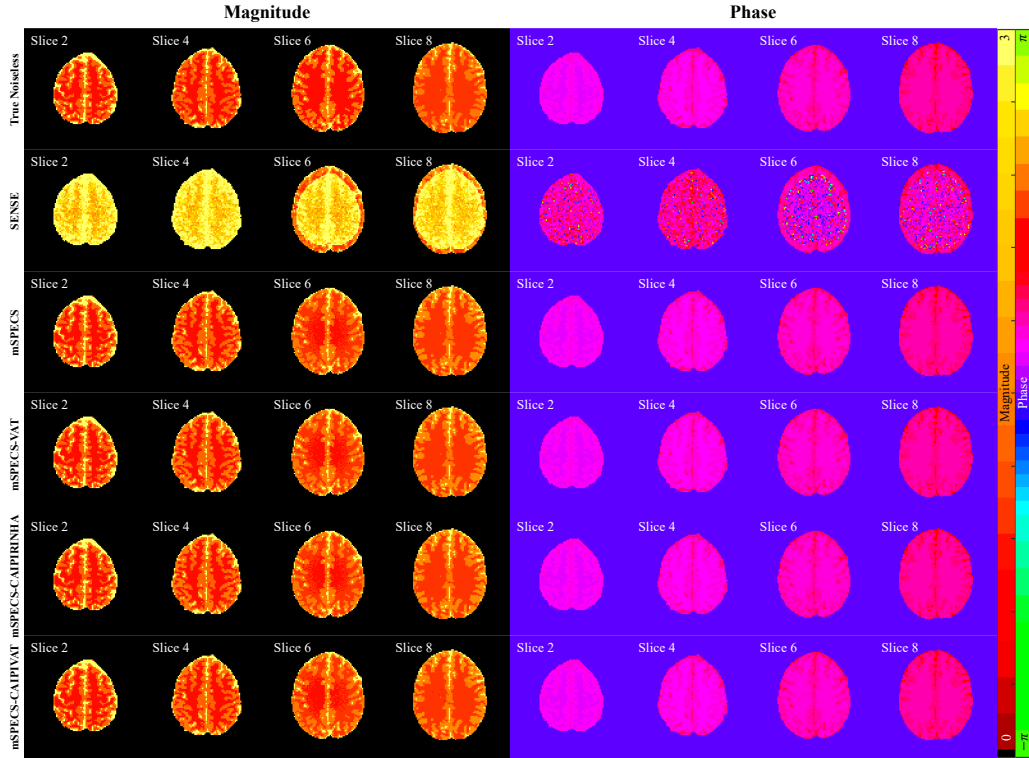 Magnitude
Phase
True Noiseless
Slice 2
Slice 4
Slice 6
Slice 8
Slice 2
Slice 4
Slice 6
Slice 8
SENSE
Slice 2
Slice 4
Slice 6
Slice 8
Slice 2
Slice 4
Slice 6
Slice 8
mSPECS
Slice 2
Slice 4
Slice 6
Slice 8
Slice 2
Slice 4
Slice 6
Slice 8
mSPECS-VAT
Slice 2
Slice 4
Slice 6
Slice 8
Slice 2
Slice 4
Slice 6
Slice 8
mSPECS-CAIPIRINHA
Slice 2
Slice 4
Slice 6
Slice 8
Slice 2
Slice 4
Slice 6
Slice 8
mSPECS-CAIPIVAT
Slice 2
Slice 4
Slice 6
Slice 8
Slice 2
Slice 4
Slice 6
Slice 8
0
Magnitude
3
−π
Phase
π